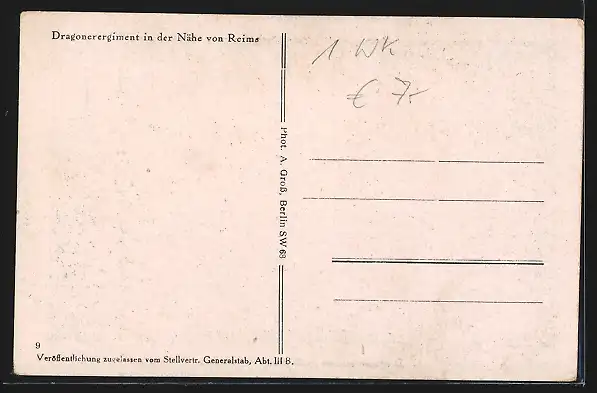 Dragonerergiment in der Nähe von Reims
1 WK
€ 7,-
Phot. A. Groß, Berlin SW 68
9
Veröffentlichung zugelassen vom Stellvertr. Generalstab, Abt. III B.